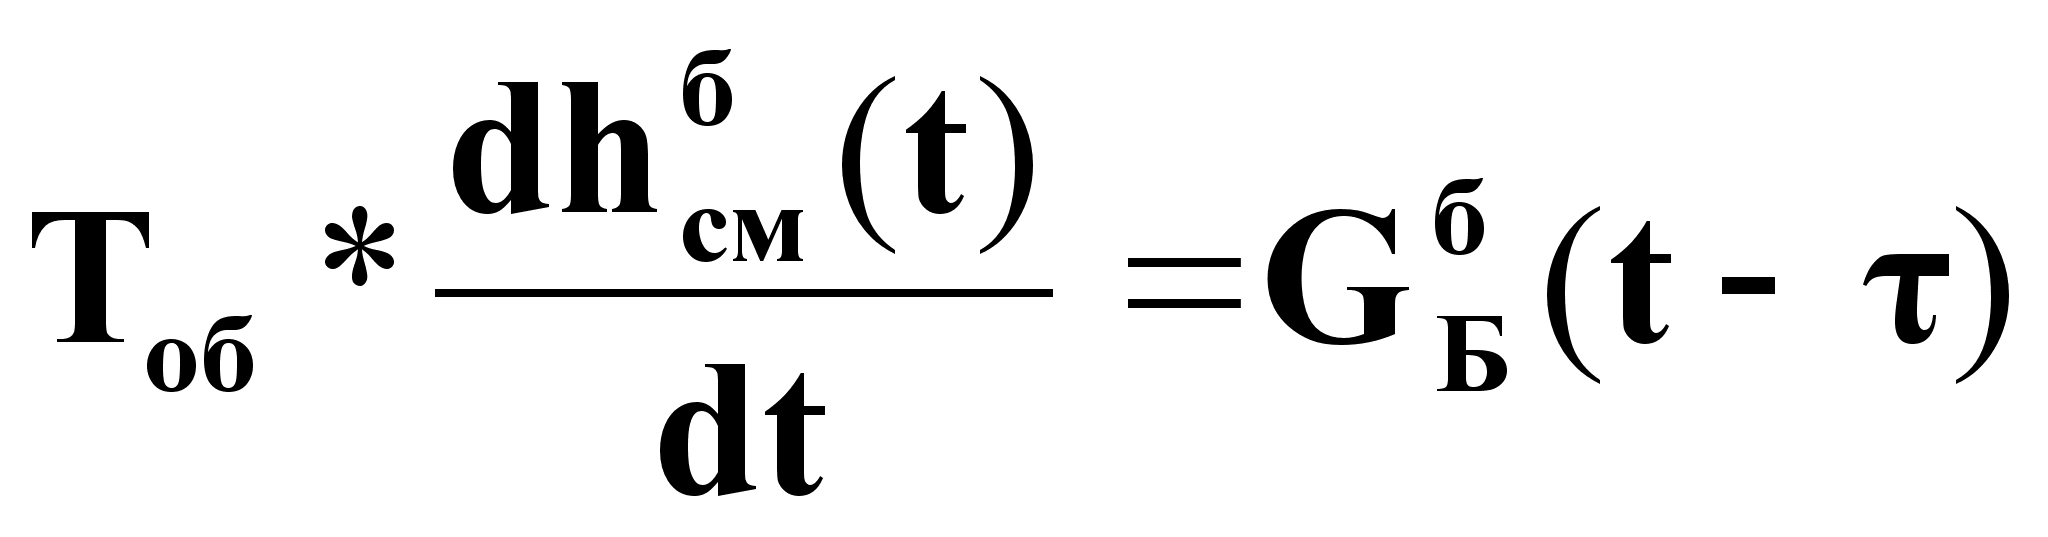 T_об * dh^б_см(t)/dt = G^б_Б(t - τ)